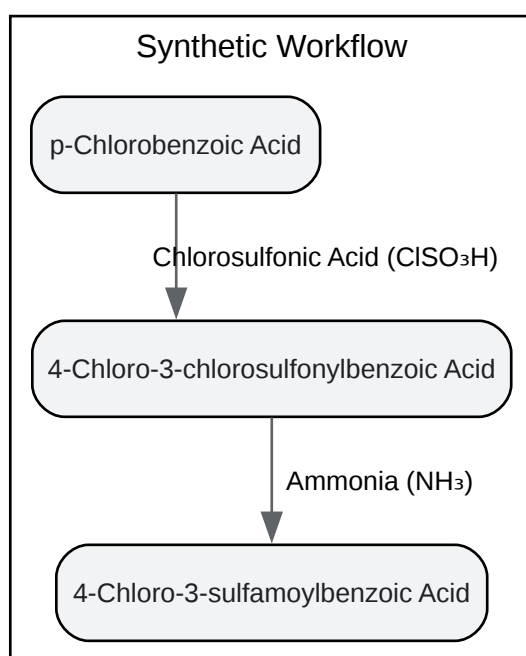 Synthetic Workflow
p-Chlorobenzoic Acid
Chlorosulfonic Acid (ClSO₃H)
4-Chloro-3-chlorosulfonylbenzoic Acid
Ammonia (NH₃)
4-Chloro-3-sulfamoylbenzoic Acid